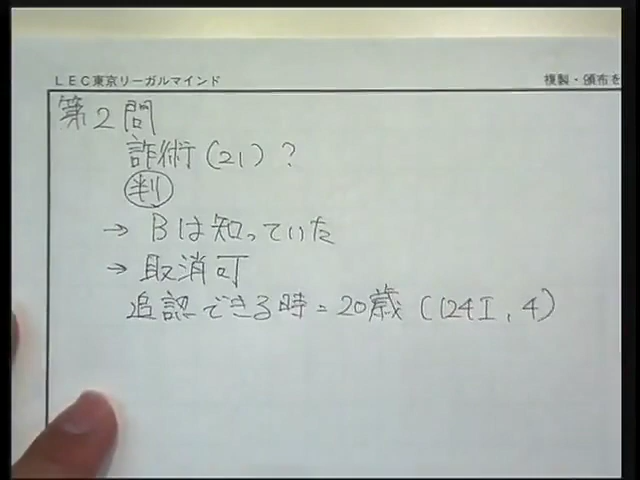 LEC東京リーガルマインド
複製・頒布を
第2問
詐術(21)?
判
→ Bは知っていた
→ 取消可
追認できる時=20歳(124I,4)